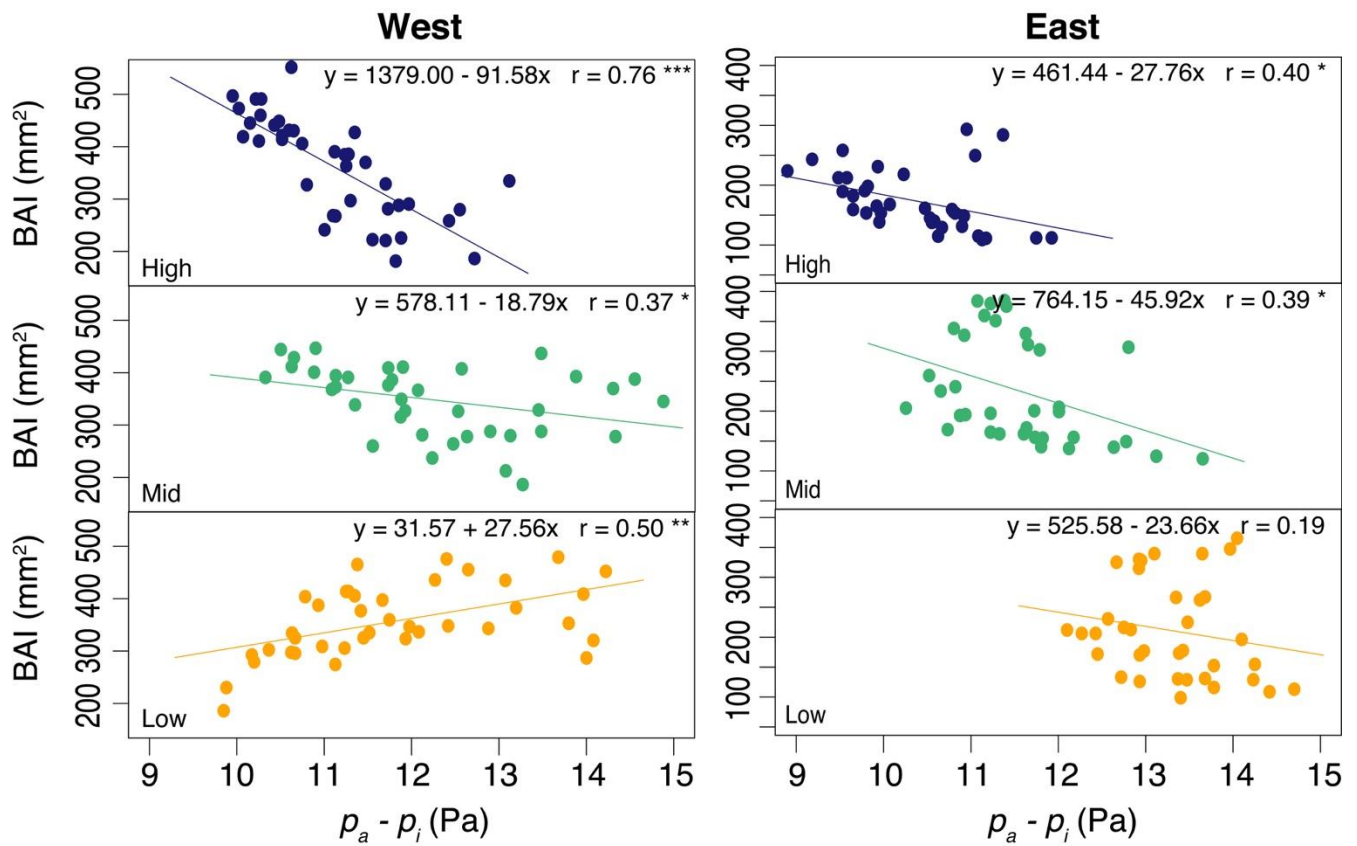 West
East
BAI (mm²)
500
400
300
200
y = 1379.00 - 91.58x r = 0.76 ***
High
400
300
200
100
y = 461.44 - 27.76x r = 0.40 *
High
BAI (mm²)
500
400
300
200
y = 578.11 - 18.79x r = 0.37 *
Mid
400
300
200
100
y = 764.15 - 45.92x r = 0.39 *
Mid
BAI (mm²)
500
400
300
200
y = 31.57 + 27.56x r = 0.50 **
Low
400
300
200
100
y = 525.58 - 23.66x r = 0.19
Low
9 10 11 12 13 14 15
9 10 11 12 13 14 15
pₐ - pᵢ (Pa)
pₐ - pᵢ (Pa)